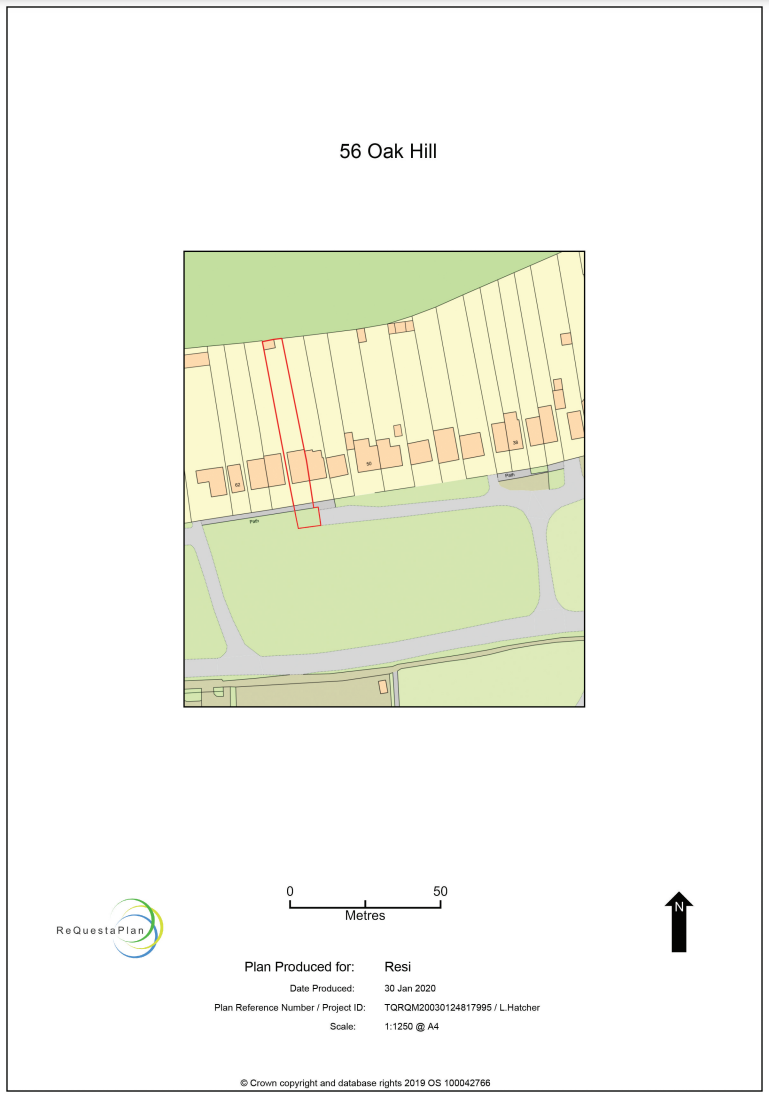 56 Oak Hill
62
50
38
Path
Path
0 50
Metres
ReQuestaPlan
N
Plan Produced for: Resi
Date Produced: 30 Jan 2020
Plan Reference Number / Project ID: TQRQM20030124817995 / L.Hatcher
Scale: 1:1250 @ A4
© Crown copyright and database rights 2019 OS 100042766